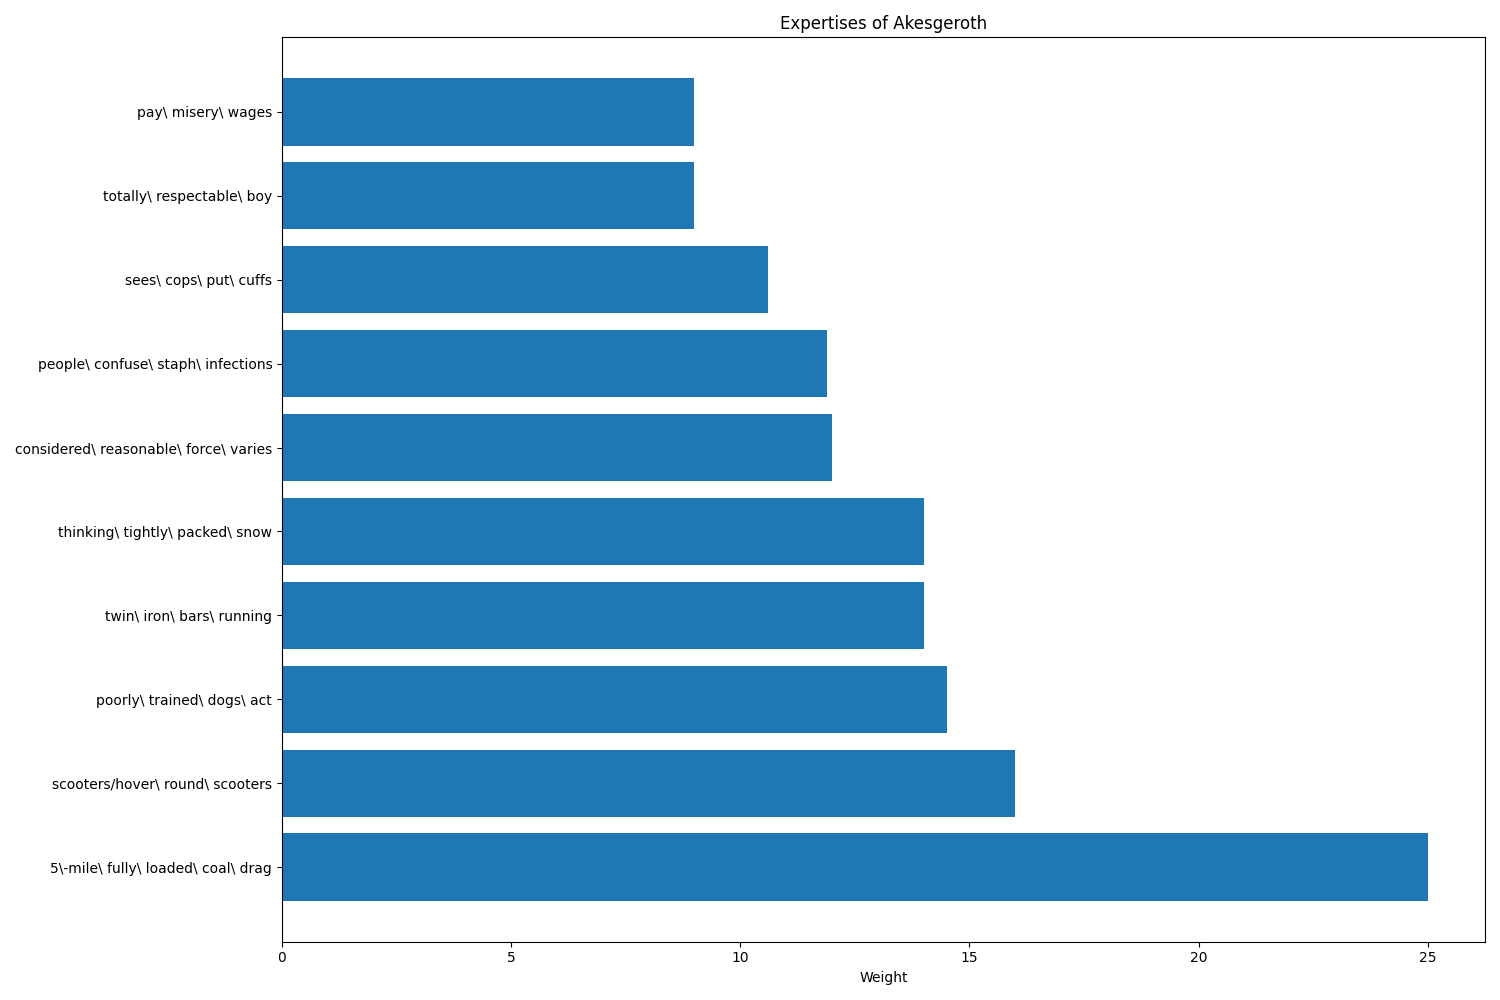 Expertises of Akesgeroth
pay\ misery\ wages
totally\ respectable\ boy
sees\ cops\ put\ cuffs
people\ confuse\ staph\ infections
considered\ reasonable\ force\ varies
thinking\ tightly\ packed\ snow
twin\ iron\ bars\ running
poorly\ trained\ dogs\ act
scooters/hover\ round\ scooters
5\-mile\ fully\ loaded\ coal\ drag
0 5 10 15 20 25
Weight